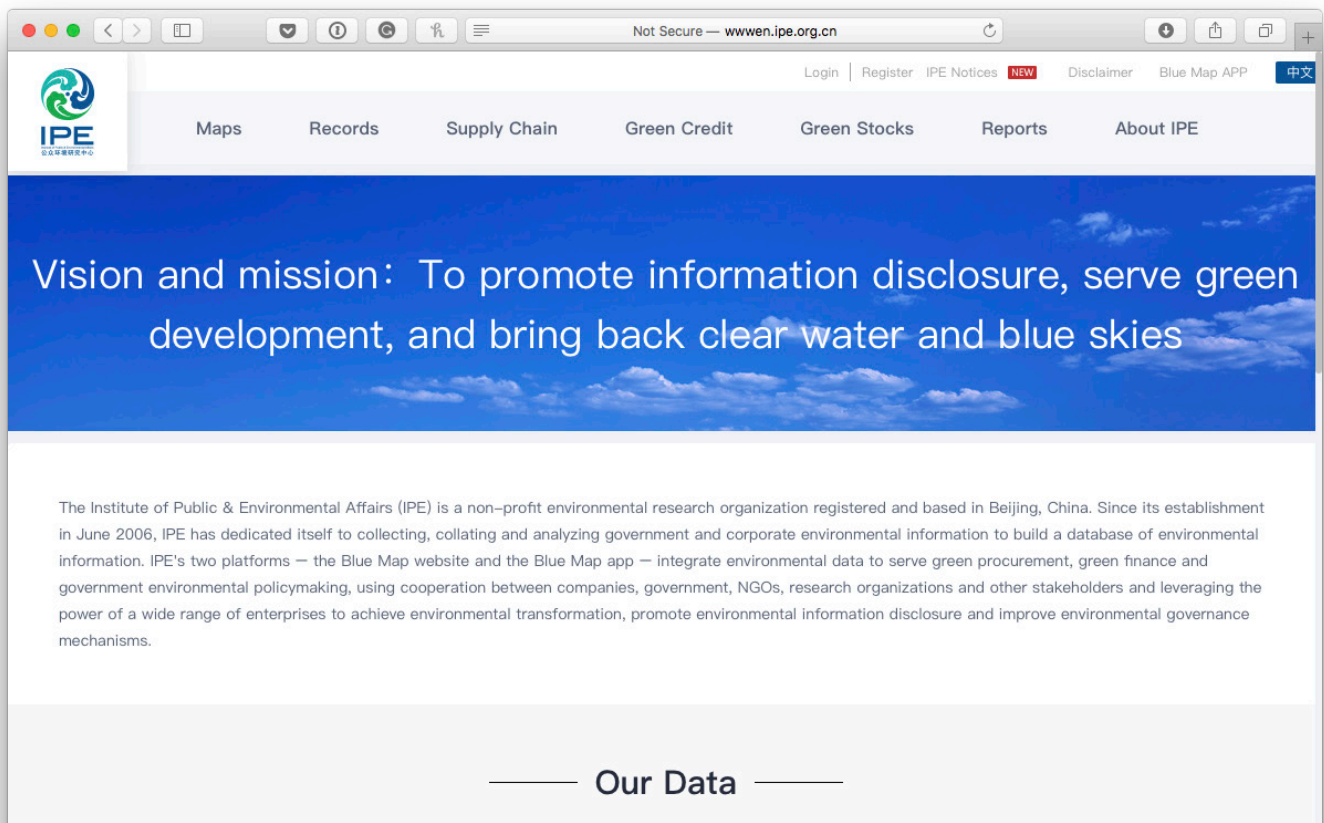 Not Secure — wwwen.ipe.org.cn
Login Register IPE Notices NEW Disclaimer Blue Map APP 中文
IPE
公众环境研究中心
Maps Records Supply Chain Green Credit Green Stocks Reports About IPE
Vision and mission：To promote information disclosure, serve green
development, and bring back clear water and blue skies
The Institute of Public & Environmental Affairs (IPE) is a non-profit environmental research organization registered and based in Beijing, China. Since its establishment
in June 2006, IPE has dedicated itself to collecting, collating and analyzing government and corporate environmental information to build a database of environmental
information. IPE's two platforms — the Blue Map website and the Blue Map app — integrate environmental data to serve green procurement, green finance and
government environmental policymaking, using cooperation between companies, government, NGOs, research organizations and other stakeholders and leveraging the
power of a wide range of enterprises to achieve environmental transformation, promote environmental information disclosure and improve environmental governance
mechanisms.
Our Data